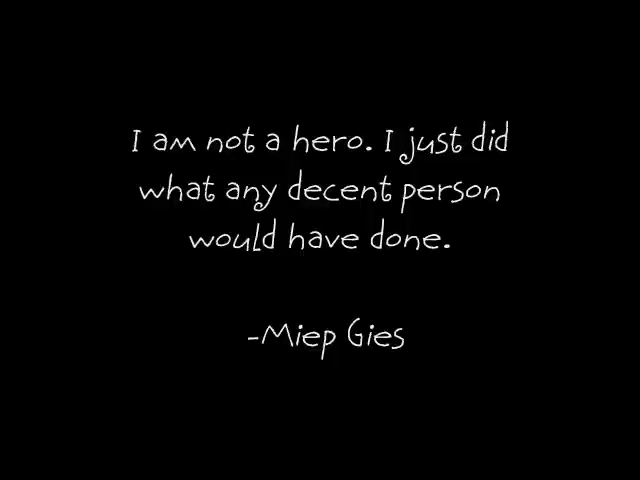 I am not a hero. I just did
what any decent person
would have done.
-Miep Gies